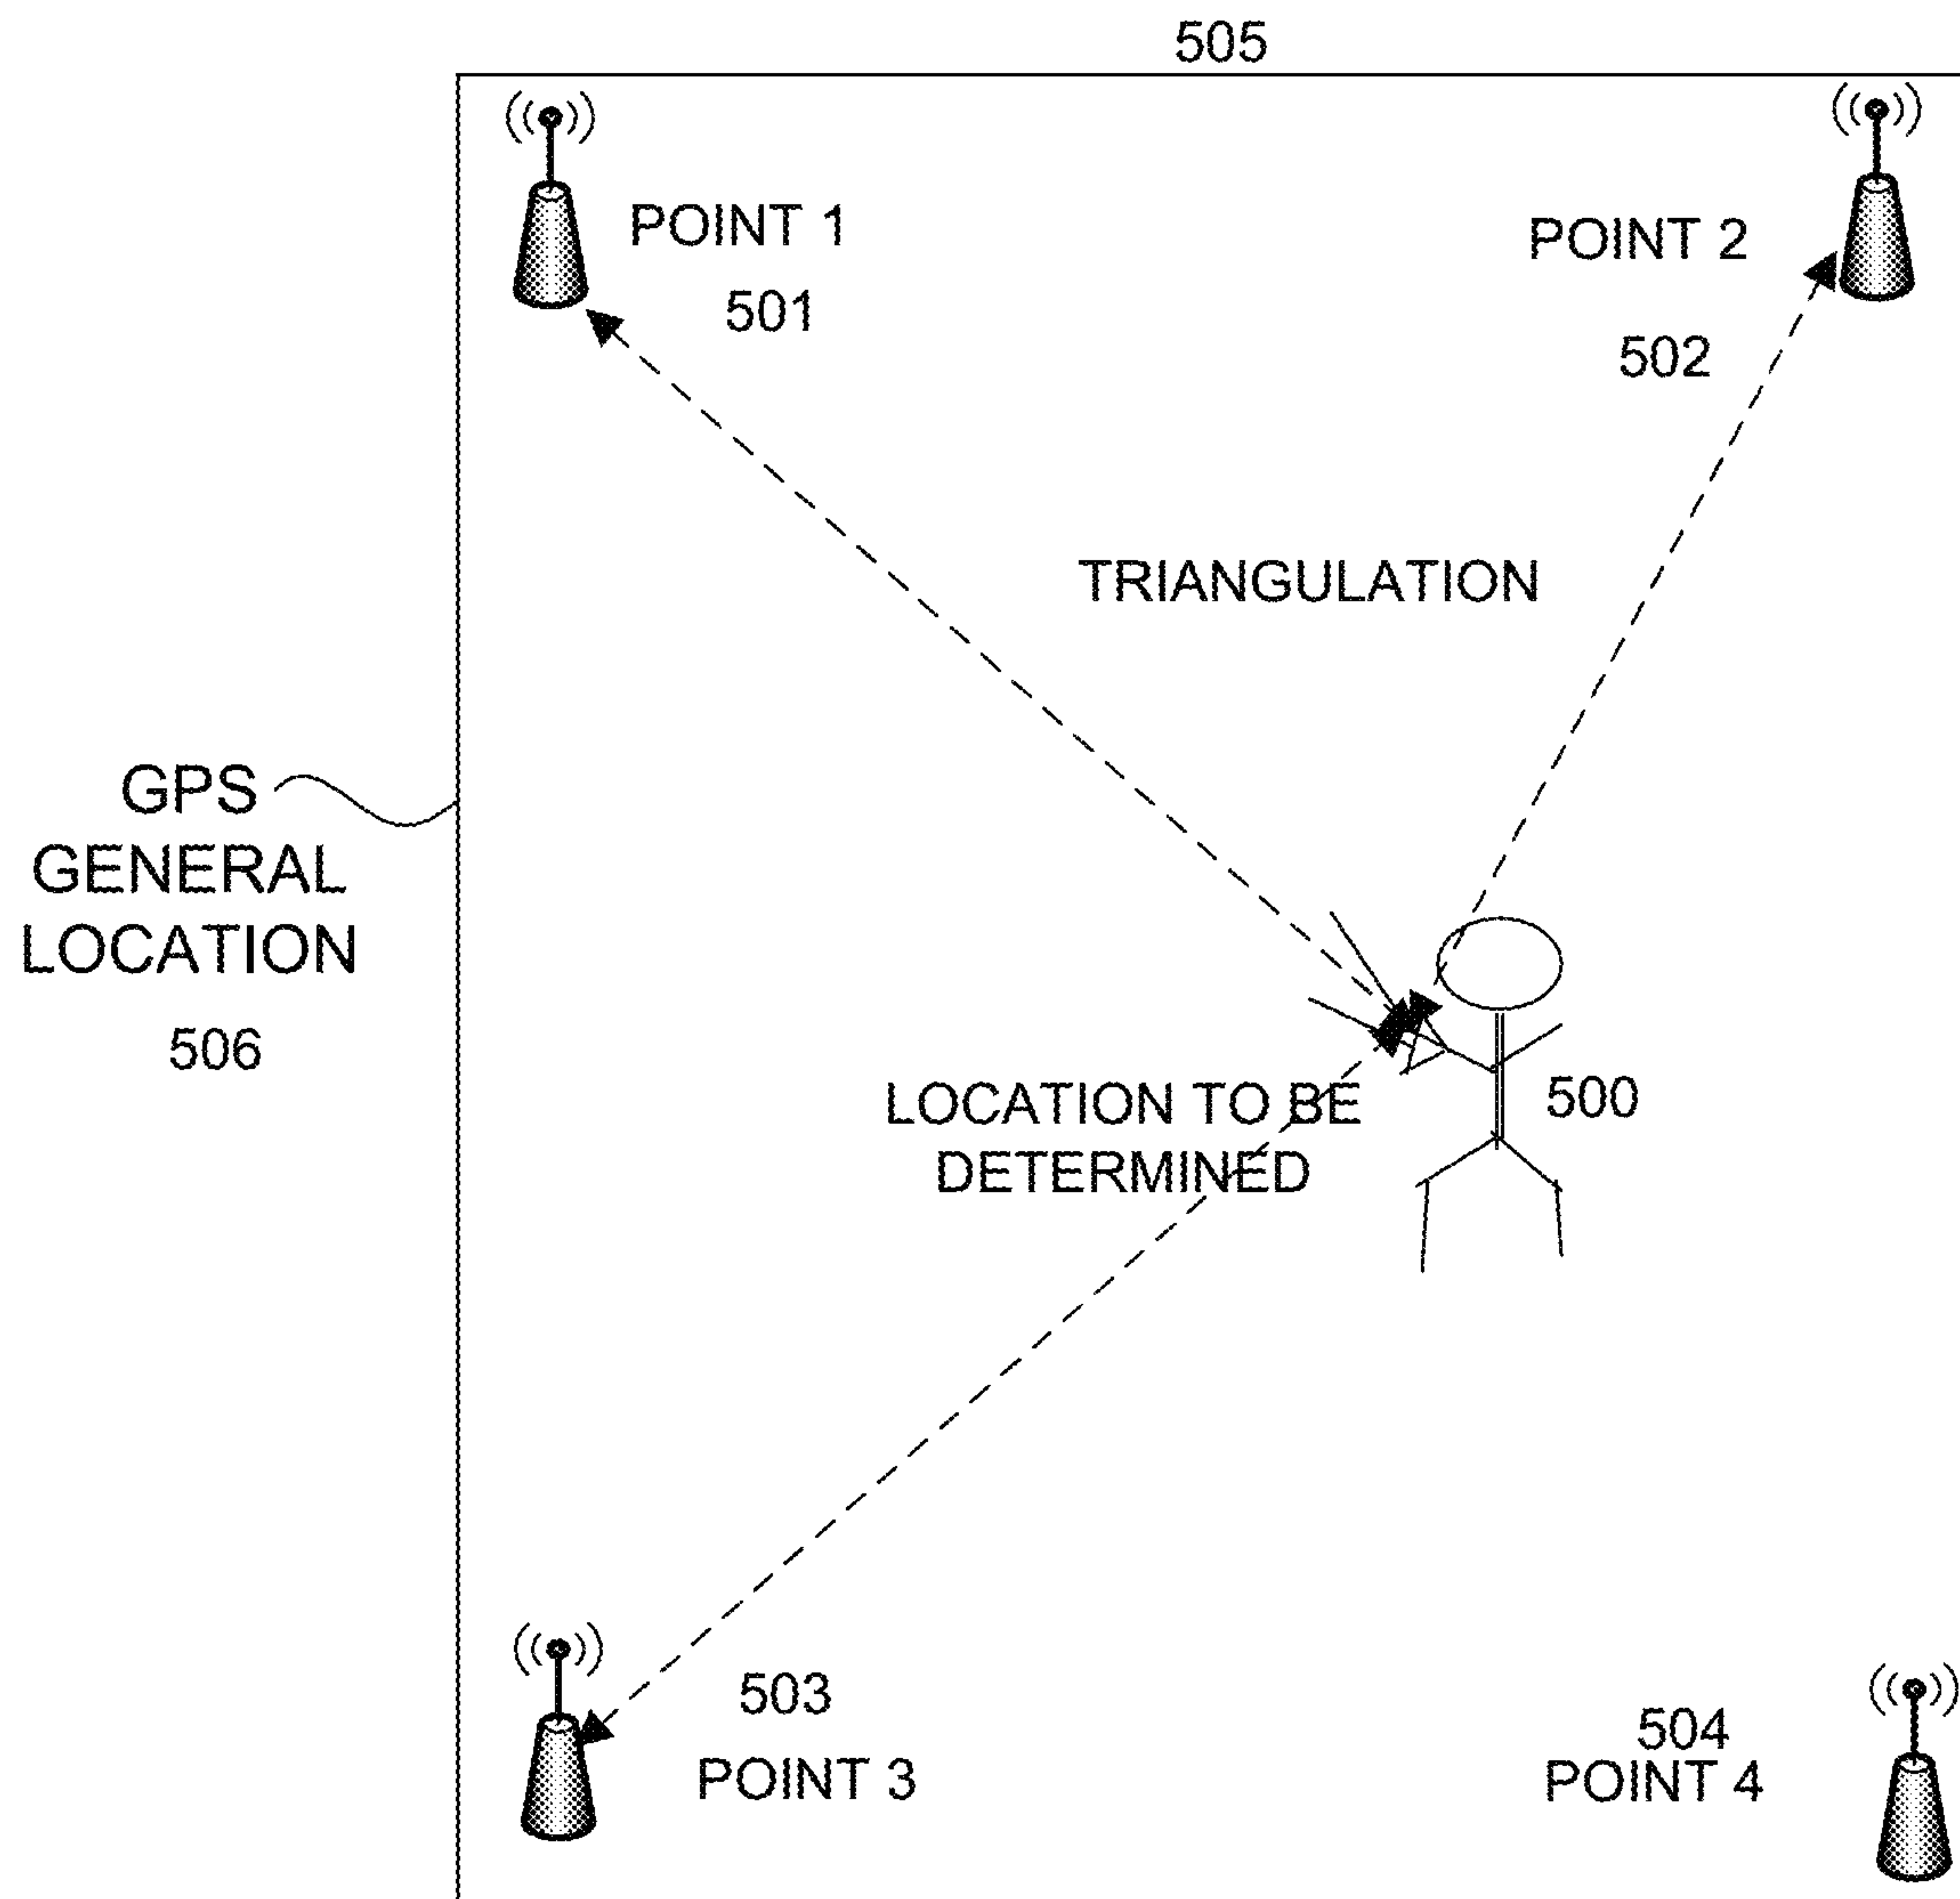 505
POINT 1
501
POINT 2
502
TRIANGULATION
GPS
GENERAL
LOCATION
506
LOCATION TO BE
DETERMINED
500
503
POINT 3
504
POINT 4